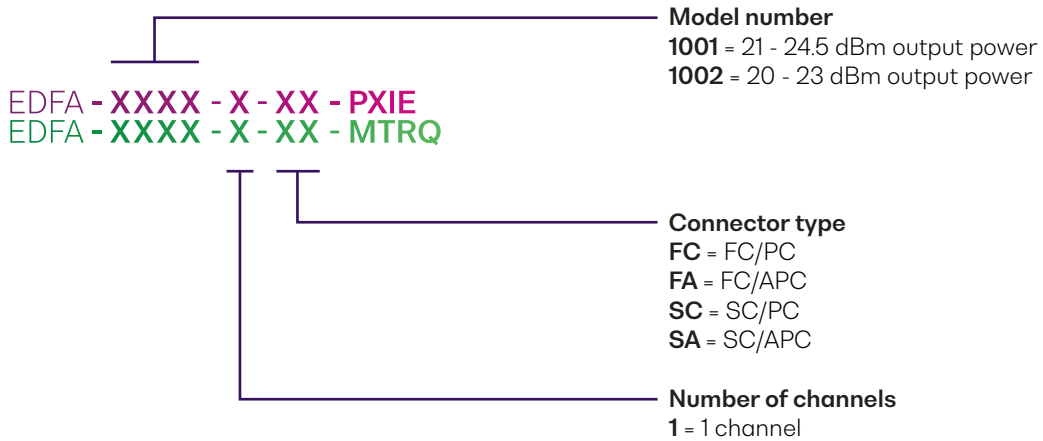 Model number
1001 = 21 - 24.5 dBm output power
1002 = 20 - 23 dBm output power
EDFA - XXXX - X - XX - PXIE
EDFA - XXXX - X - XX - MTRQ
Connector type
FC = FC/PC
FA = FC/APC
SC = SC/PC
SA = SC/APC
Number of channels
1 = 1 channel